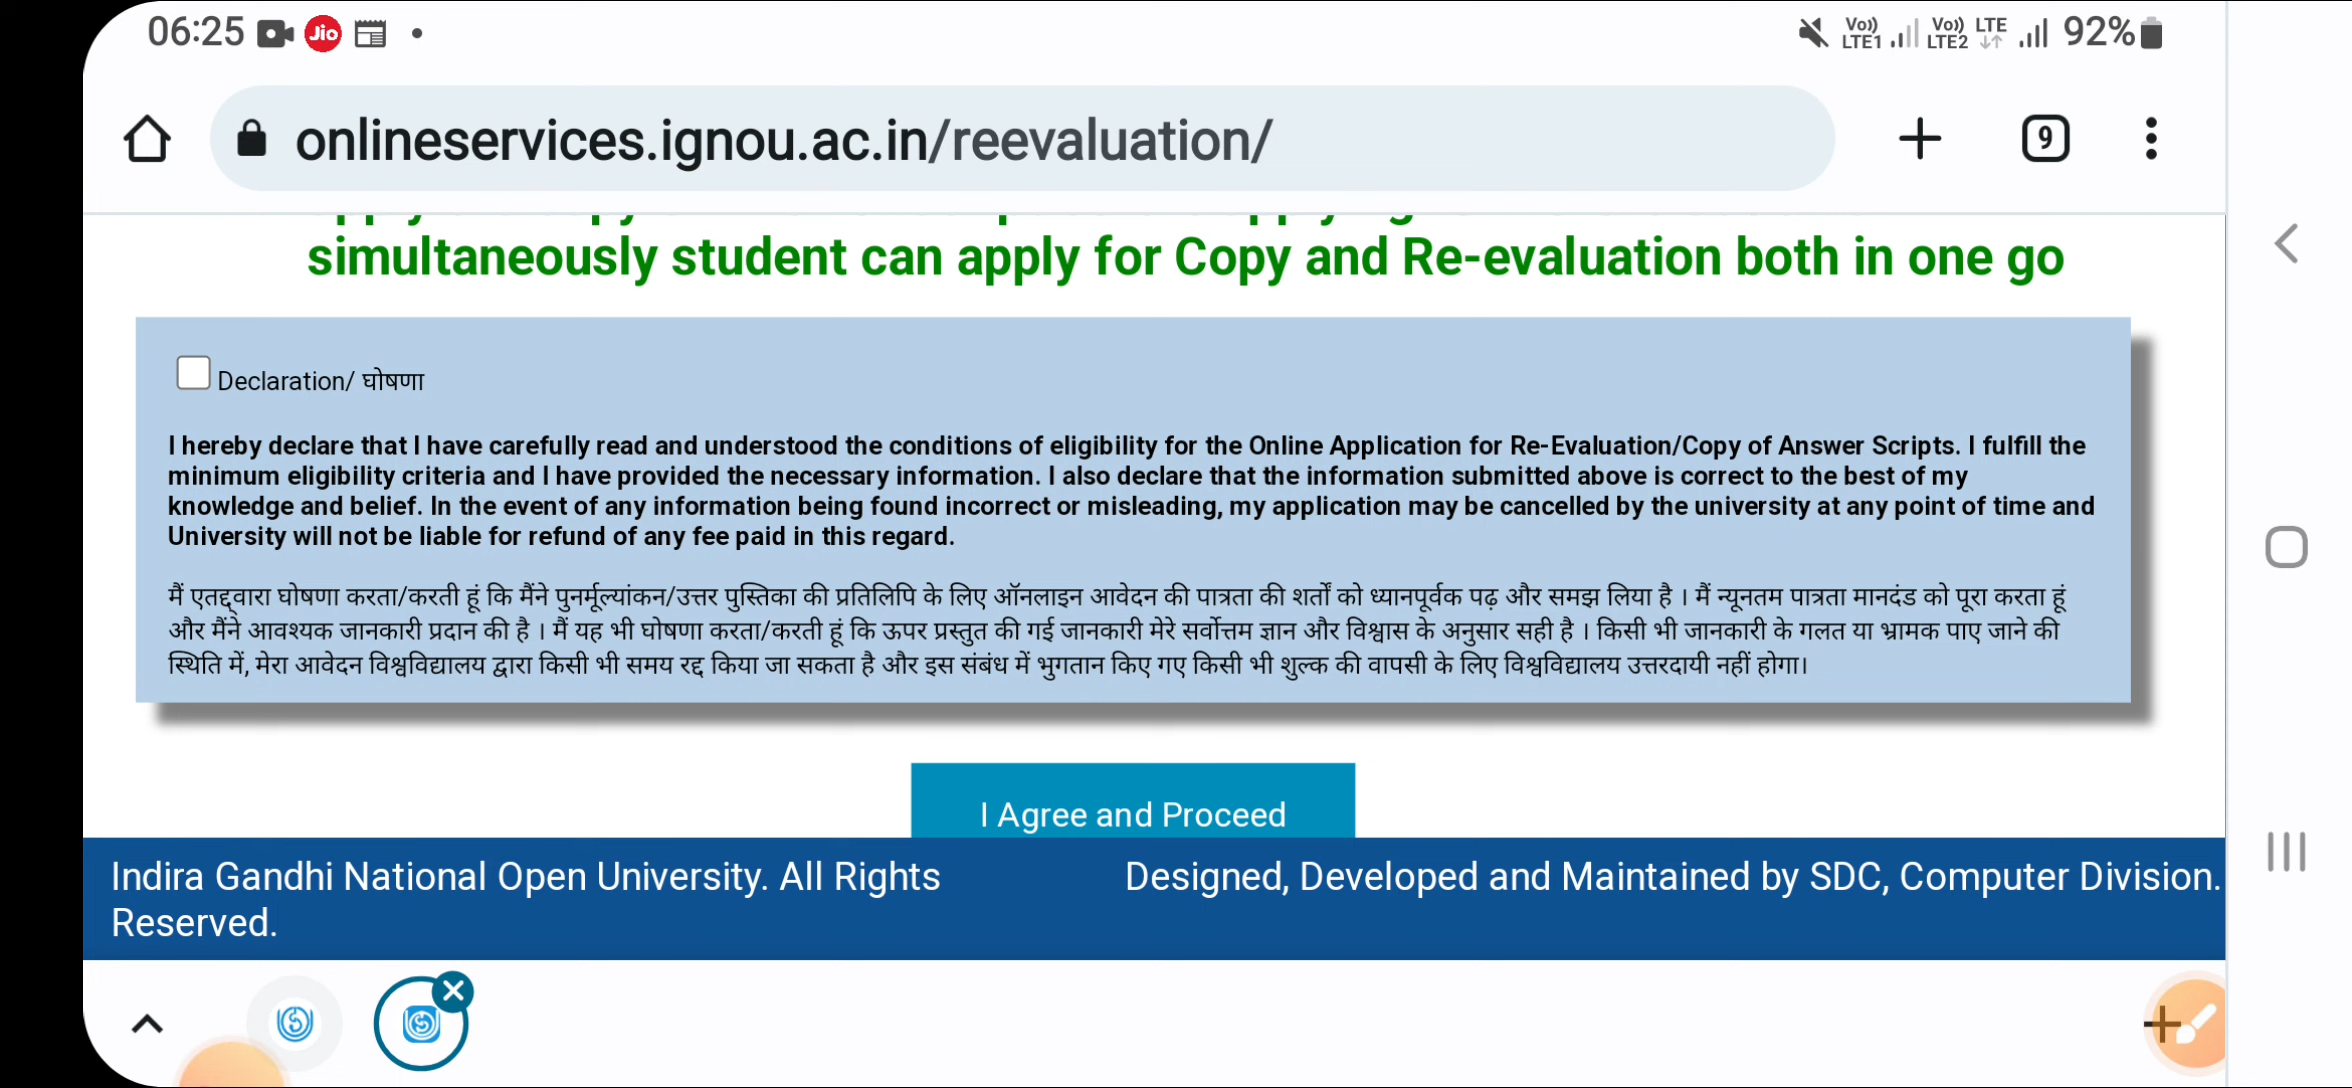 06:25 Jio
Vo)) LTE1 Vo)) LTE2 LTE 92%
onlineservices.ignou.ac.in/reevaluation/
9
simultaneously student can apply for Copy and Re-evaluation both in one go
Declaration/ घोषणा
I hereby declare that I have carefully read and understood the conditions of eligibility for the Online Application for Re-Evaluation/Copy of Answer Scripts. I fulfill the
minimum eligibility criteria and I have provided the necessary information. I also declare that the information submitted above is correct to the best of my
knowledge and belief. In the event of any information being found incorrect or misleading, my application may be cancelled by the university at any point of time and
University will not be liable for refund of any fee paid in this regard.
मैं एतद्द्वारा घोषणा करता/करती हूं कि मैंने पुनर्मूल्यांकन/उत्तर पुस्तिका की प्रतिलिपि के लिए ऑनलाइन आवेदन की पात्रता की शर्तों को ध्यानपूर्वक पढ़ और समझ लिया है । मैं न्यूनतम पात्रता मानदंड को पूरा करता हूं
और मैंने आवश्यक जानकारी प्रदान की है । मैं यह भी घोषणा करता/करती हूं कि ऊपर प्रस्तुत की गई जानकारी मेरे सर्वोत्तम ज्ञान और विश्वास के अनुसार सही है । किसी भी जानकारी के गलत या भ्रामक पाए जाने की
स्थिति में, मेरा आवेदन विश्वविद्यालय द्वारा किसी भी समय रद्द किया जा सकता है और इस संबंध में भुगतान किए गए किसी भी शुल्क की वापसी के लिए विश्वविद्यालय उत्तरदायी नहीं होगा।
I Agree and Proceed
Indira Gandhi National Open University. All Rights
Reserved.
Designed, Developed and Maintained by SDC, Computer Division.